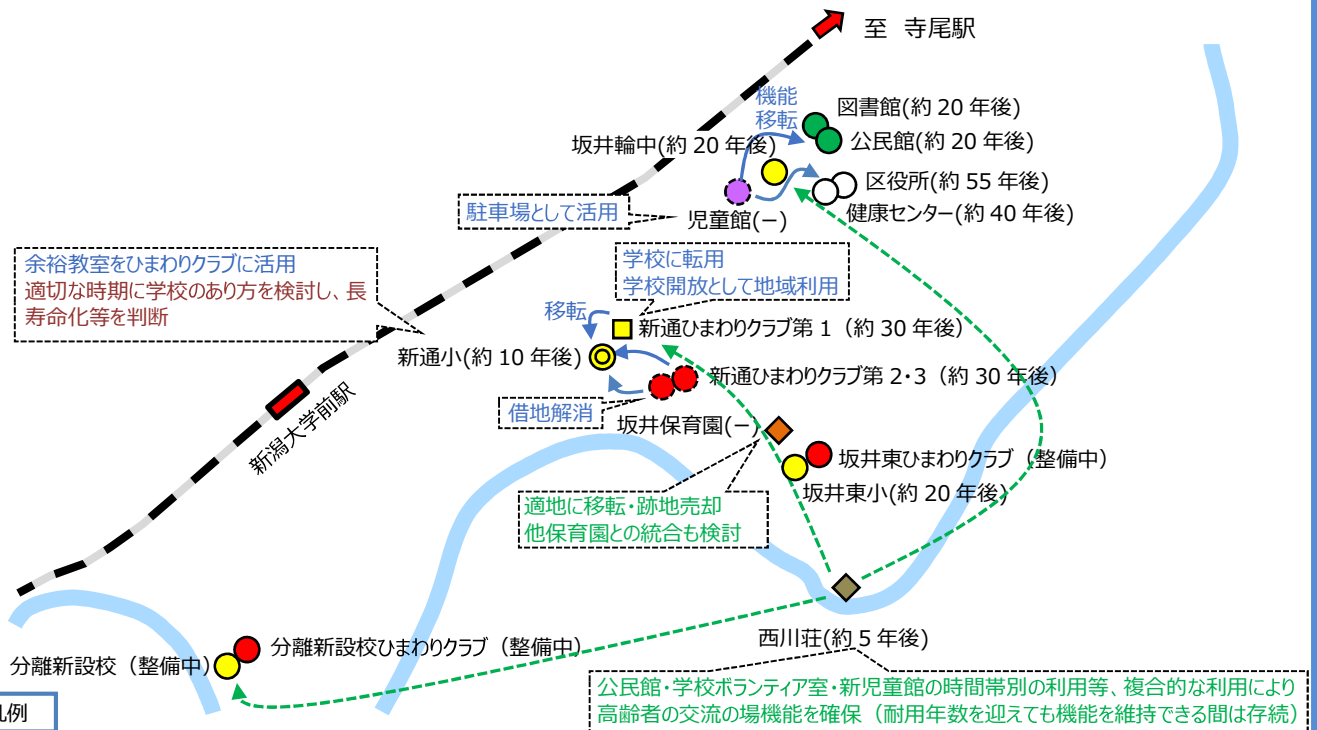 至 寺尾駅
機能
移転
図書館(約 20 年後)
公民館(約 20 年後)
坂井輪中(約 20 年後)
区役所(約 55 年後)
健康センター(約 40 年後)
児童館(−)
駐車場として活用
余裕教室をひまわりクラブに活用
適切な時期に学校のあり方を検討し、長
寿命化等を判断
学校に転用
学校開放として地域利用
移転
新通ひまわりクラブ第 1（約 30 年後）
新通小(約 10 年後)
新通ひまわりクラブ第 2・3（約 30 年後）
借地解消
坂井保育園(−)
新潟大学前駅
坂井東ひまわりクラブ（整備中）
坂井東小(約 20 年後)
適地に移転・跡地売却
他保育園との統合も検討
西川荘(約 5 年後)
分離新設校ひまわりクラブ（整備中）
分離新設校（整備中）
公民館・学校ボランティア室・新児童館の時間帯別の利用等、複合的な利用により
高齢者の交流の場機能を確保（耐用年数を迎えても機能を維持できる間は存続）
凡例